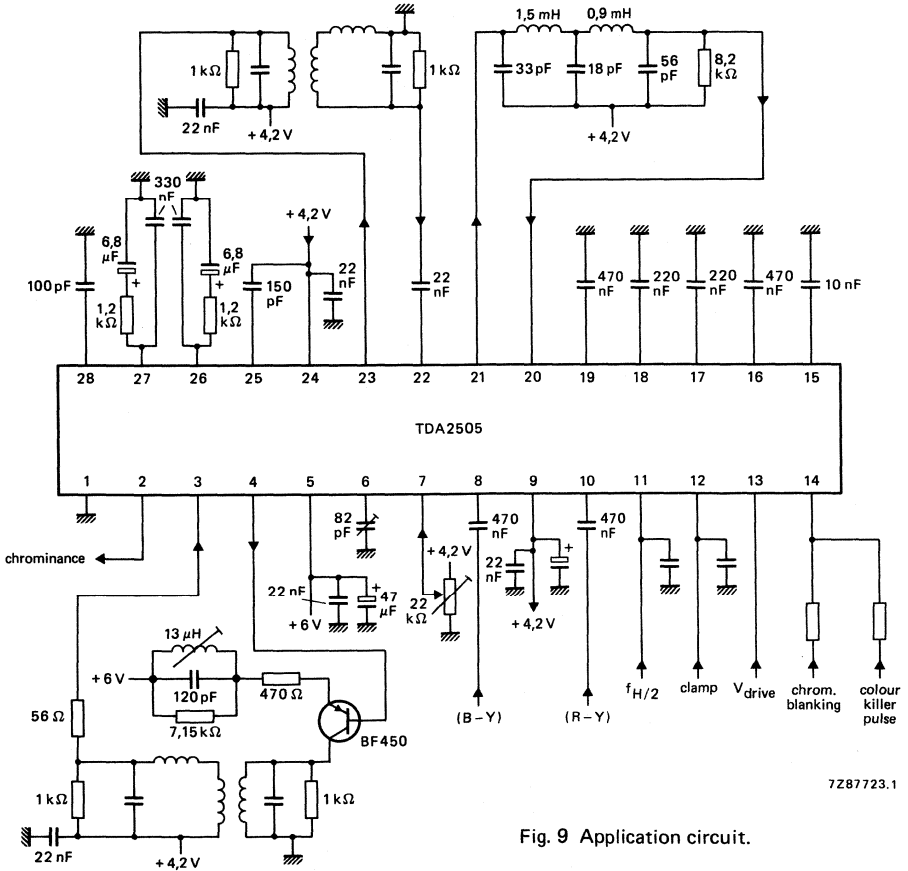 1,5 mH 0,9 mH
1 kΩ 1 kΩ 33 pF 18 pF 56 pF 8,2 kΩ
22 nF
+ 4,2 V + 4,2 V
330 nF
+ 4,2 V
6,8 μF + 6,8 μF +
100 pF 1,2 kΩ 1,2 kΩ 150 pF 22 nF 22 nF 470 nF 220 nF 220 nF 470 nF 10 nF
28 27 26 25 24 23 22 21 20 19 18 17 16 15
TDA2505
1 2 3 4 5 6 7 8 9 10 11 12 13 14
82 pF 470 nF 470 nF
chrominance
+ 4,2 V
22 nF +
22 nF + 47 μF 22 kΩ
+ 6 V + 4,2 V
13 μH
+ 6 V 120 pF 470 Ω
7,15 kΩ
56 Ω BF450
(B – Y) (R – Y) fH/2 clamp Vdrive chrom. blanking colour killer pulse
1 kΩ 1 kΩ
22 nF + 4,2 V
7Z87723.1
Fig. 9 Application circuit.